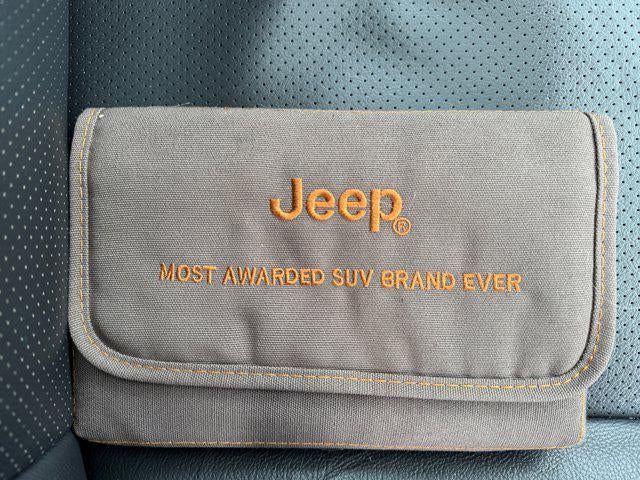 Jeep®
MOST AWARDED SUV BRAND EVER